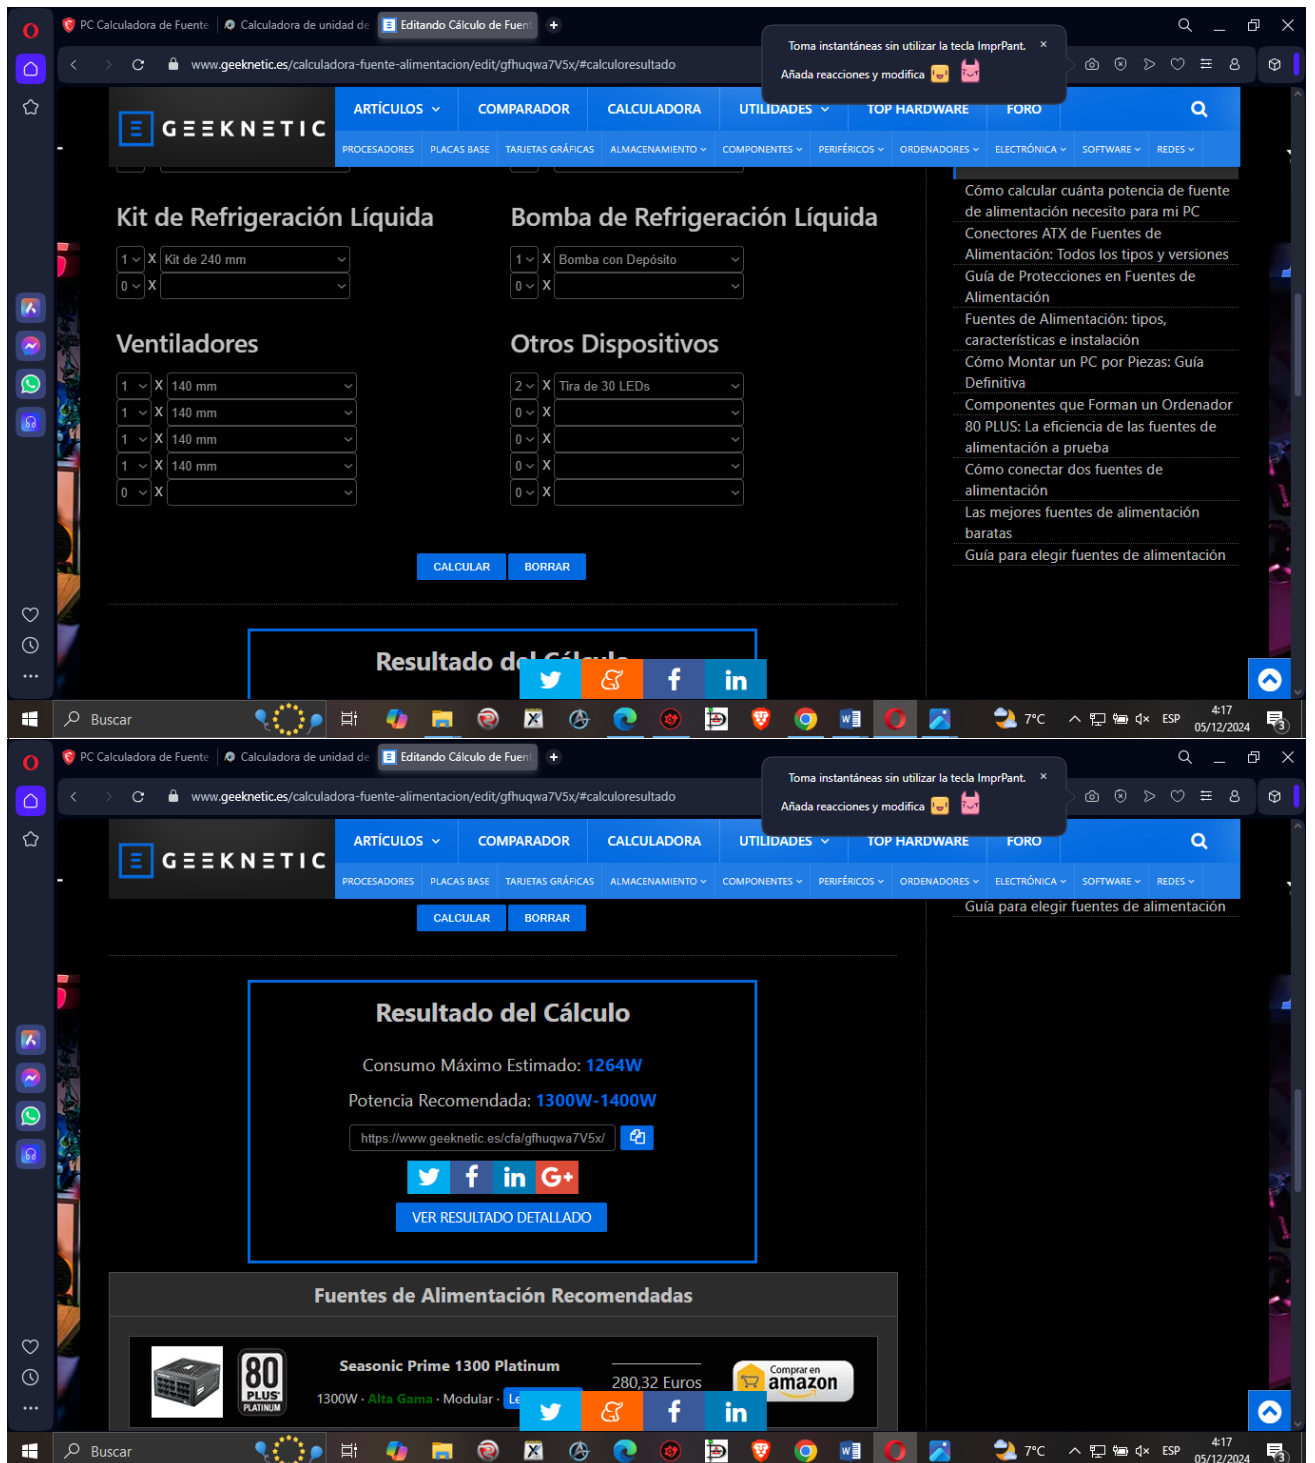 PC Calculadora de Fuente
Calculadora de unidad de
Editando Cálculo de Fuent
Toma instantáneas sin utilizar la tecla ImprPant.
Añada reacciones y modifica
www.geeknetic.es/calculadora-fuente-alimentacion/edit/gfhuqwa7V5x/#calculoresultado
GEEKNETIC
ARTÍCULOS COMPARADOR CALCULADORA UTILIDADES TOP HARDWARE FORO
PROCESADORES PLACAS BASE TARJETAS GRÁFICAS ALMACENAMIENTO COMPONENTES PERIFÉRICOS ORDENADORES ELECTRÓNICA SOFTWARE REDES
Kit de Refrigeración Líquida
1 X Kit de 240 mm
0 X
Bomba de Refrigeración Líquida
1 X Bomba con Depósito
0 X
Ventiladores
1 X 140 mm
1 X 140 mm
1 X 140 mm
1 X 140 mm
0 X
Otros Dispositivos
2 X Tira de 30 LEDs
0 X
0 X
0 X
0 X
CALCULAR BORRAR
Cómo calcular cuánta potencia de fuente
de alimentación necesito para mi PC
Conectores ATX de Fuentes de
Alimentación: Todos los tipos y versiones
Guía de Protecciones en Fuentes de
Alimentación
Fuentes de Alimentación: tipos,
características e instalación
Cómo Montar un PC por Piezas: Guía
Definitiva
Componentes que Forman un Ordenador
80 PLUS: La eficiencia de las fuentes de
alimentación a prueba
Cómo conectar dos fuentes de
alimentación
Las mejores fuentes de alimentación
baratas
Guía para elegir fuentes de alimentación
Resultado del Cálculo
Buscar
7°C
ESP
4:17
05/12/2024
3
PC Calculadora de Fuente
Calculadora de unidad de
Editando Cálculo de Fuent
Toma instantáneas sin utilizar la tecla ImprPant.
Añada reacciones y modifica
www.geeknetic.es/calculadora-fuente-alimentacion/edit/gfhuqwa7V5x/#calculoresultado
GEEKNETIC
ARTÍCULOS COMPARADOR CALCULADORA UTILIDADES TOP HARDWARE FORO
PROCESADORES PLACAS BASE TARJETAS GRÁFICAS ALMACENAMIENTO COMPONENTES PERIFÉRICOS ORDENADORES ELECTRÓNICA SOFTWARE REDES
Guía para elegir fuentes de alimentación
CALCULAR BORRAR
Resultado del Cálculo
Consumo Máximo Estimado: 1264W
Potencia Recomendada: 1300W-1400W
https://www.geeknetic.es/cfa/gfhuqwa7V5x/
VER RESULTADO DETALLADO
Fuentes de Alimentación Recomendadas
80 PLUS PLATINUM
Seasonic Prime 1300 Platinum
1300W · Alta Gama · Modular ·
280,32 Euros
Comprar en
amazon
Buscar
7°C
ESP
4:17
05/12/2024
3